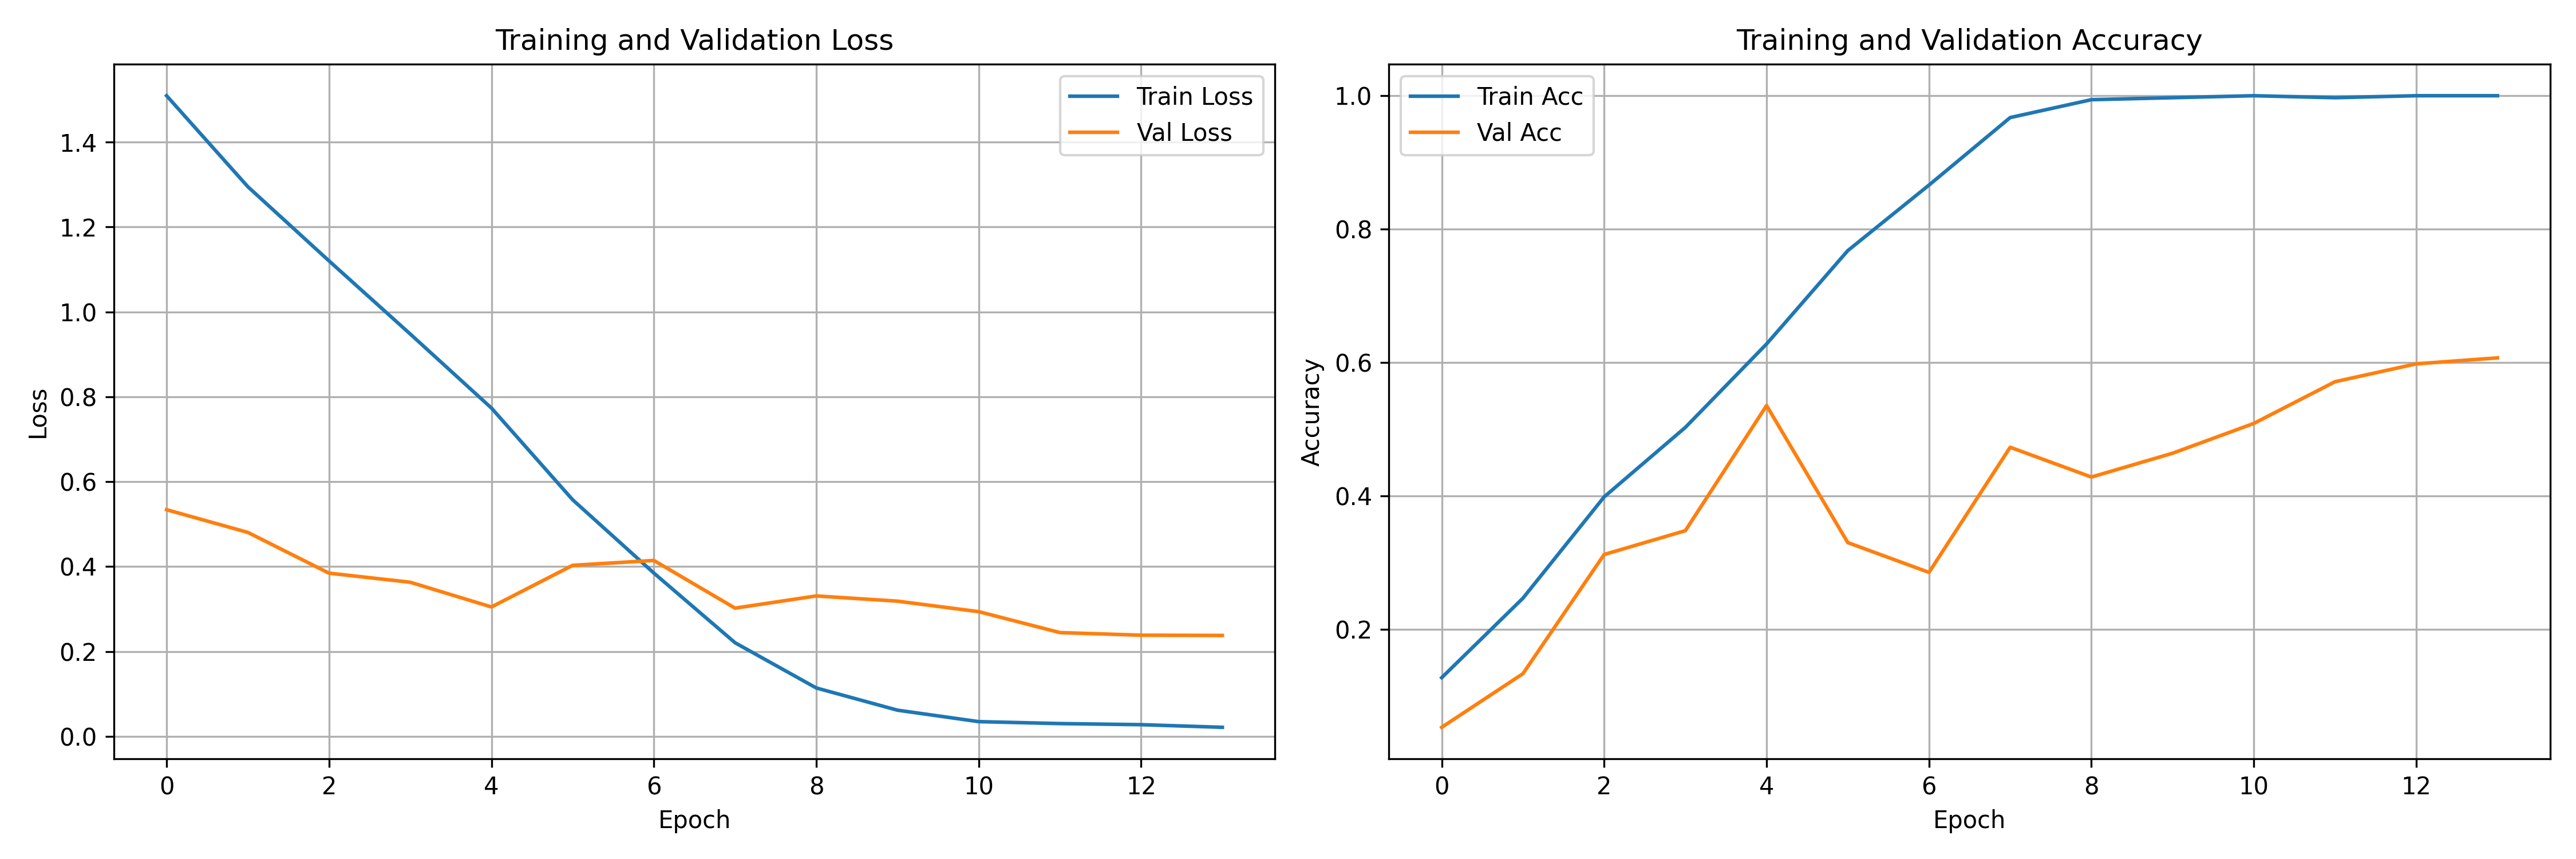 Training and Validation Loss
Train Loss
Val Loss
1.4
1.2
1.0
0.8
0.6
0.4
0.2
0.0
Loss
0 2 4 6 8 10 12
Epoch
Training and Validation Accuracy
Train Acc
Val Acc
1.0
0.8
0.6
0.4
0.2
Accuracy
0 2 4 6 8 10 12
Epoch